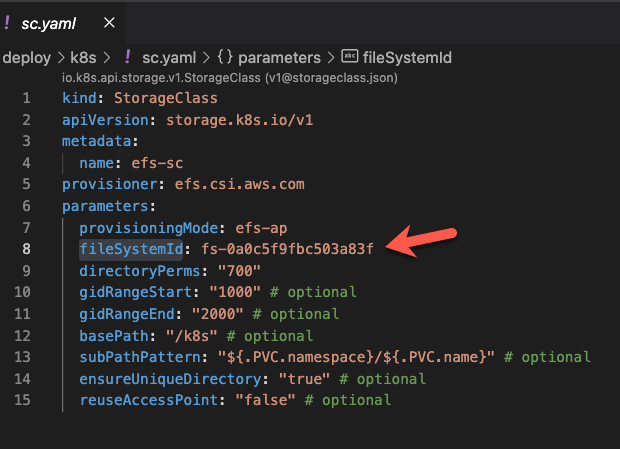 ! sc.yaml ×
deploy > k8s > ! sc.yaml > {} parameters > abc fileSystemId
io.k8s.api.storage.v1.StorageClass (v1@storageclass.json)
1 kind: StorageClass
2 apiVersion: storage.k8s.io/v1
3 metadata:
4 name: efs-sc
5 provisioner: efs.csi.aws.com
6 parameters:
7 provisioningMode: efs-ap
8 fileSystemId: fs-0a0c5f9fbc503a83f
9 directoryPerms: "700"
10 gidRangeStart: "1000" # optional
11 gidRangeEnd: "2000" # optional
12 basePath: "/k8s" # optional
13 subPathPattern: "${.PVC.namespace}/${.PVC.name}" # optional
14 ensureUniqueDirectory: "true" # optional
15 reuseAccessPoint: "false" # optional